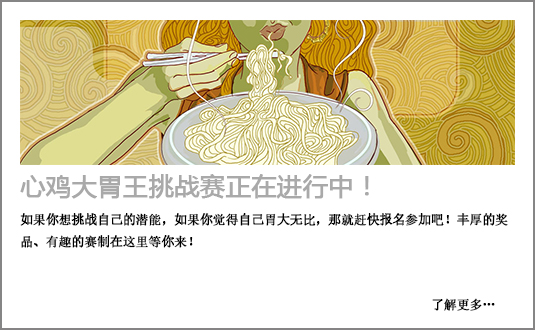 心鸡大胃王挑战赛正在进行中！
如果你想挑战自己的潜能，如果你觉得自己胃大无比，那就赶快报名参加吧！丰厚的奖
品、有趣的赛制在这里等你来！
了解更多…